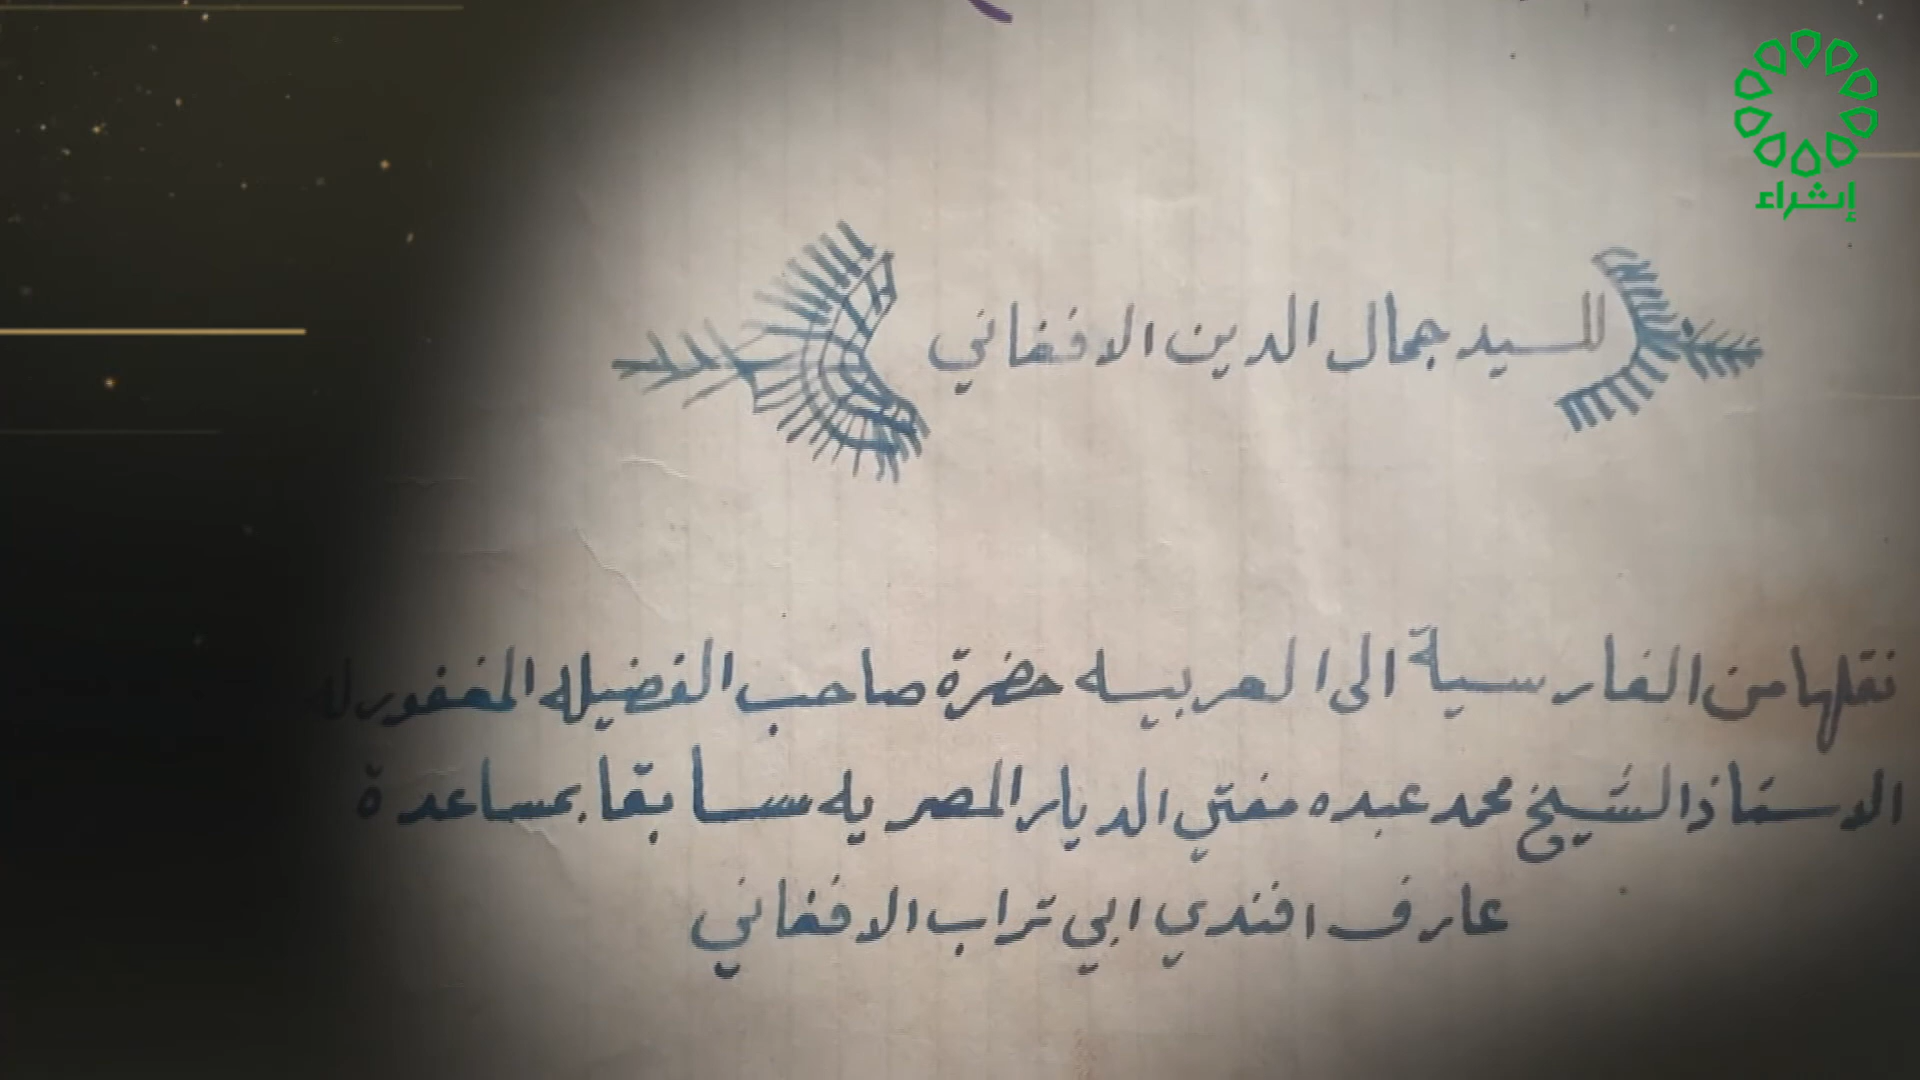 إثراء
للسيد جمال الدين الافغاني
نقلها من الفارسية الى العربيه حضرة صاحب الفضيله المغفور له
الاستاذ الشيخ محمد عبده مفتي الديار المصريه سابقا بمساعدة
عارف افندي ابي تراب الافغاني